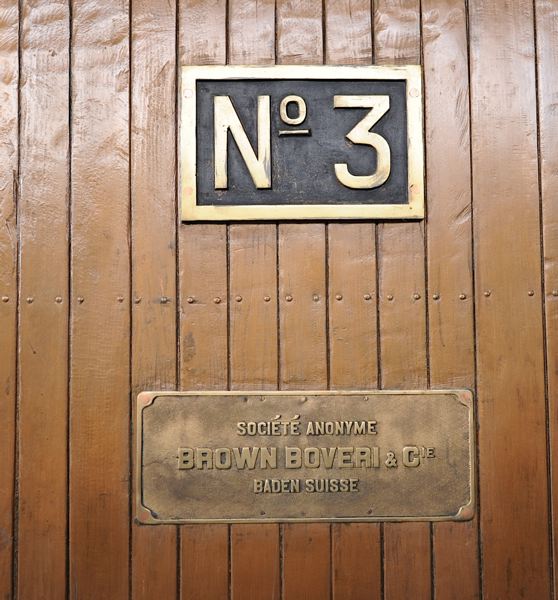 Nº 3
SOCIÉTÉ ANONYME
BROWN BOVERI & Cᴵᴱ
BADEN SUISSE